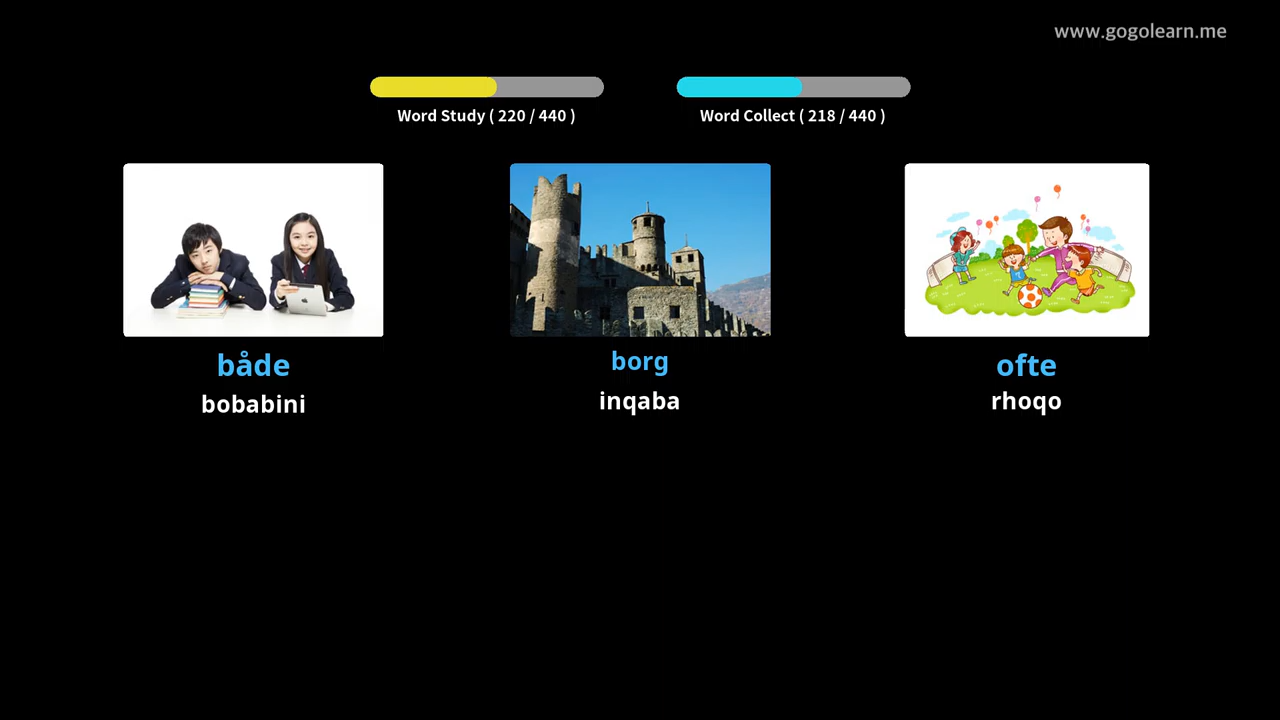 www.gogolearn.me
Word Study ( 220 / 440 )
Word Collect ( 218 / 440 )
både
borg
ofte
bobabini
inqaba
rhoqo